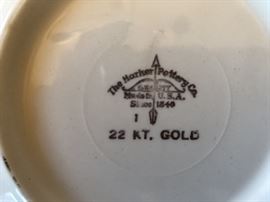 The Harker Pottery Co.
Made in U.S.A.
Since 1840
1
22 KT. GOLD